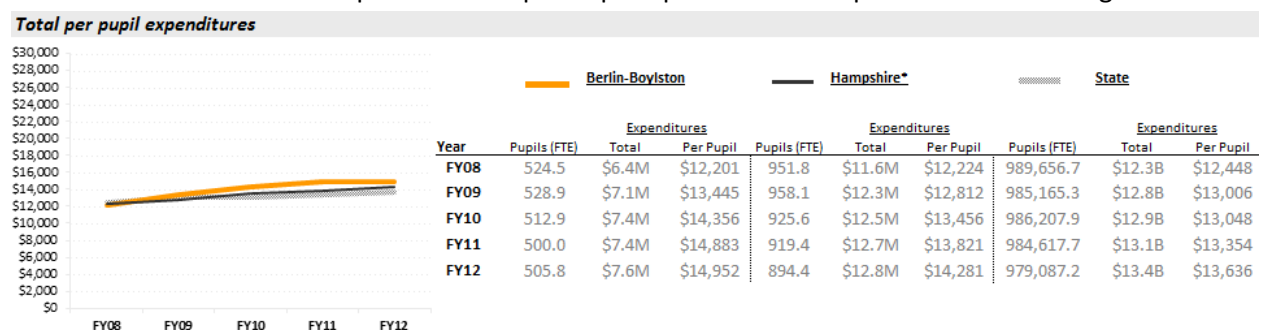 Total per pupil expenditures
$30,000
$28,000
$26,000
$24,000
$22,000
$20,000
$18,000
$16,000
$14,000
$12,000
$10,000
$8,000
$6,000
$4,000
$2,000
$0
FY08 FY09 FY10 FY11 FY12
Berlin-Boylston Hampshire* State
Expenditures Expenditures Expenditures
Year Pupils (FTE) Total Per Pupil Pupils (FTE) Total Per Pupil Pupils (FTE) Total Per Pupil
FY08 524.5 $6.4M $12,201 951.8 $11.6M $12,224 989,656.7 $12.3B $12,448
FY09 528.9 $7.1M $13,445 958.1 $12.3M $12,812 985,165.3 $12.8B $13,006
FY10 512.9 $7.4M $14,356 925.6 $12.5M $13,456 986,207.9 $12.9B $13,048
FY11 500.0 $7.4M $14,883 919.4 $12.7M $13,821 984,617.7 $13.1B $13,354
FY12 505.8 $7.6M $14,952 894.4 $12.8M $14,281 979,087.2 $13.4B $13,636